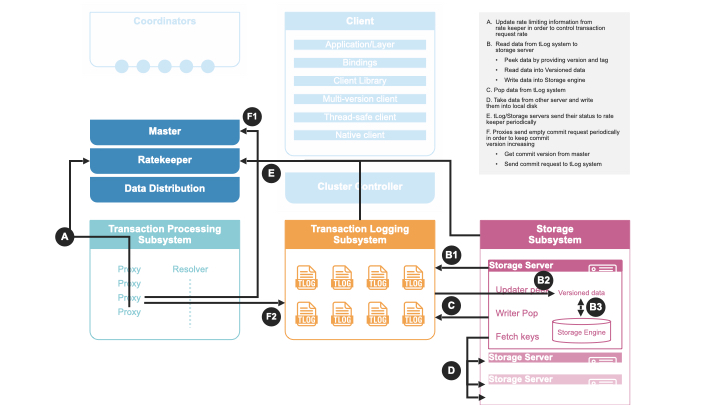 Coordinators
Client
Application/Layer
Bindings
Client Library
Multi-version client
Thread-safe client
Native client
A. Update rate limiting information from
rate keeper in order to control transaction
request rate
B. Read data from tLog system to
storage server
• Peek data by providing version and tag
• Read data into Versioned data
• Write data into Storage engine
C. Pop data from tLog system
D. Take data from other server and write
them into local disk
E. tLog/Storage servers send their status to rate
keeper periodically
F. Proxies send empty commit request periodically
in order to keep commit
version increasing
• Get commit version from master
• Send commit request to tLog system
F1
Master
Ratekeeper
Data Distribution
E
Cluster Controller
A
Transaction Processing
Subsystem
Proxy
Proxy
Proxy
Proxy
Resolver
F2
Transaction Logging
Subsystem
TLOG TLOG TLOG TLOG
TLOG TLOG TLOG TLOG
B1
C
D
Storage
Subsystem
Storage Server
B2
Updater
Versioned data
B3
Writer Pop
Storage Engine
Fetch keys
Storage Server
Storage Server